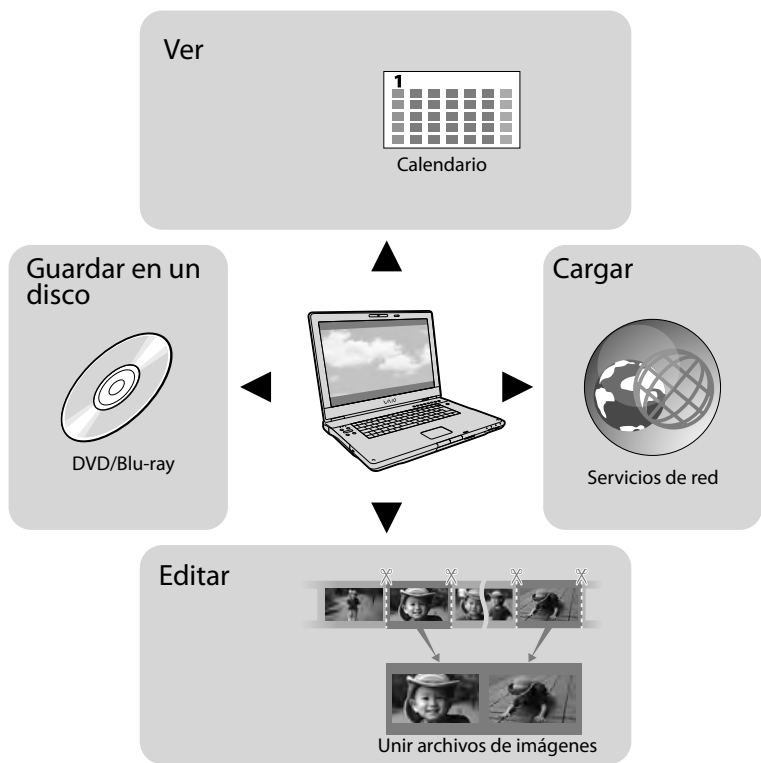 Ver
1
Calendario
Guardar en un
disco
DVD/Blu-ray
Cargar
Servicios de red
VAIO
Editar
Unir archivos de imágenes